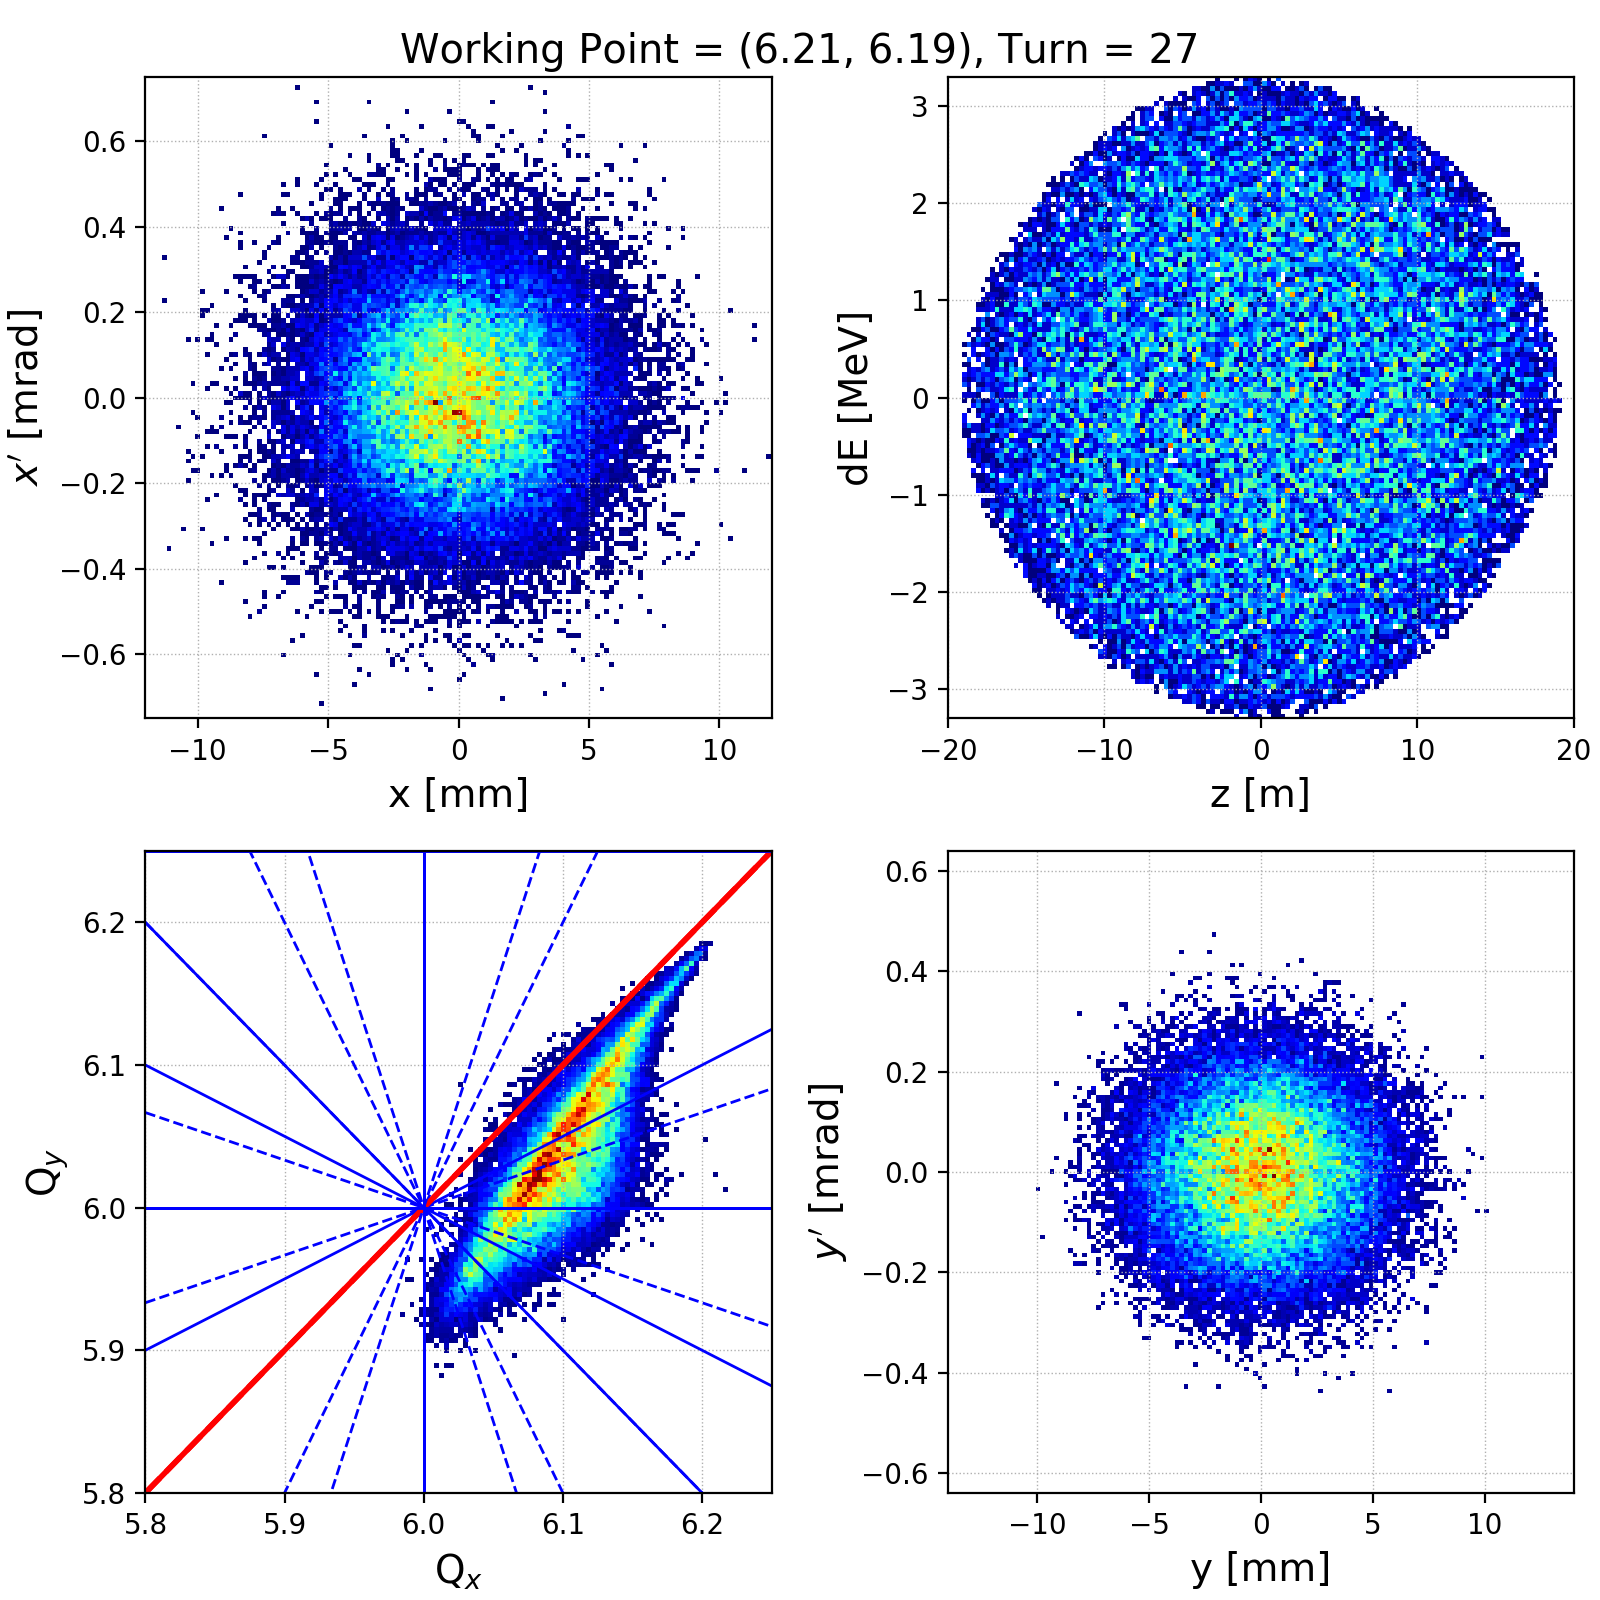 Working Point = (6.21, 6.19), Turn = 27
0.6
0.4
0.2
0.0
−0.2
−0.4
−0.6
x′ [mrad]
−10 −5 0 5 10
x [mm]
3
2
1
0
−1
−2
−3
dE [MeV]
−20 −10 0 10 20
z [m]
6.2
6.1
6.0
5.9
5.8
Qy
5.8 5.9 6.0 6.1 6.2
Qx
0.6
0.4
0.2
0.0
−0.2
−0.4
−0.6
y′ [mrad]
−10 −5 0 5 10
y [mm]